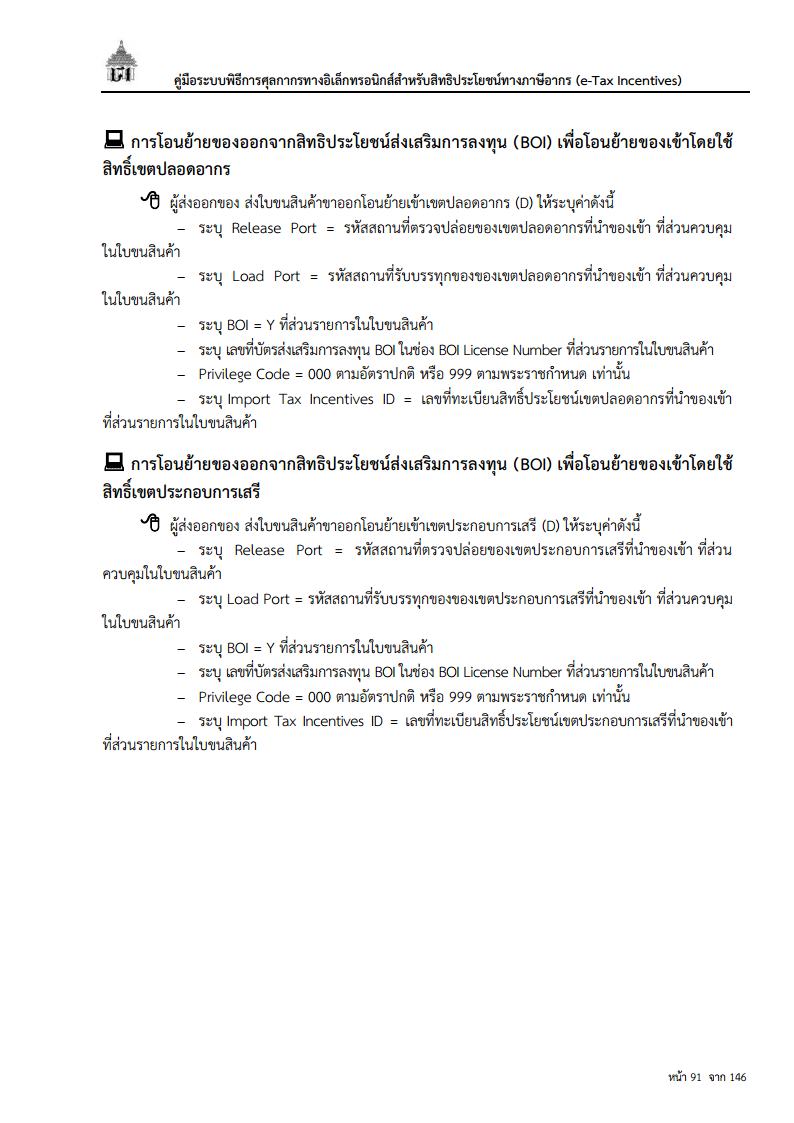 คู่มือระบบพิธีการศุลกากรทางอิเล็กทรอนิกส์สำหรับสิทธิประโยชน์ทางภาษีอากร (e-Tax Incentives)
การโอนย้ายของออกจากสิทธิประโยชน์ส่งเสริมการลงทุน (BOI) เพื่อโอนย้ายของเข้าโดยใช้
สิทธิ์เขตปลอดอากร
ผู้ส่งออกของ ส่งใบขนสินค้าขาออกโอนย้ายเข้าเขตปลอดอากร (D) ให้ระบุค่าดังนี้
– ระบุ Release Port = รหัสสถานที่ตรวจปล่อยของเขตปลอดอากรที่นำของเข้า ที่ส่วนควบคุม
ในใบขนสินค้า
– ระบุ Load Port = รหัสสถานที่รับบรรทุกของของเขตปลอดอากรที่นำของเข้า ที่ส่วนควบคุม
ในใบขนสินค้า
– ระบุ BOI = Y ที่ส่วนรายการในใบขนสินค้า
– ระบุ เลขที่บัตรส่งเสริมการลงทุน BOI ในช่อง BOI License Number ที่ส่วนรายการในใบขนสินค้า
– Privilege Code = 000 ตามอัตราปกติ หรือ 999 ตามพระราชกำหนด เท่านั้น
– ระบุ Import Tax Incentives ID = เลขที่ทะเบียนสิทธิ์ประโยชน์เขตปลอดอากรที่นำของเข้า
ที่ส่วนรายการในใบขนสินค้า
การโอนย้ายของออกจากสิทธิประโยชน์ส่งเสริมการลงทุน (BOI) เพื่อโอนย้ายของเข้าโดยใช้
สิทธิ์เขตประกอบการเสรี
ผู้ส่งออกของ ส่งใบขนสินค้าขาออกโอนย้ายเข้าเขตประกอบการเสรี (D) ให้ระบุค่าดังนี้
– ระบุ Release Port = รหัสสถานที่ตรวจปล่อยของเขตประกอบการเสรีที่นำของเข้า ที่ส่วน
ควบคุมในใบขนสินค้า
– ระบุ Load Port = รหัสสถานที่รับบรรทุกของของเขตประกอบการเสรีที่นำของเข้า ที่ส่วนควบคุม
ในใบขนสินค้า
– ระบุ BOI = Y ที่ส่วนรายการในใบขนสินค้า
– ระบุ เลขที่บัตรส่งเสริมการลงทุน BOI ในช่อง BOI License Number ที่ส่วนรายการในใบขนสินค้า
– Privilege Code = 000 ตามอัตราปกติ หรือ 999 ตามพระราชกำหนด เท่านั้น
– ระบุ Import Tax Incentives ID = เลขที่ทะเบียนสิทธิ์ประโยชน์เขตประกอบการเสรีที่นำของเข้า
ที่ส่วนรายการในใบขนสินค้า
หน้า 91 จาก 146